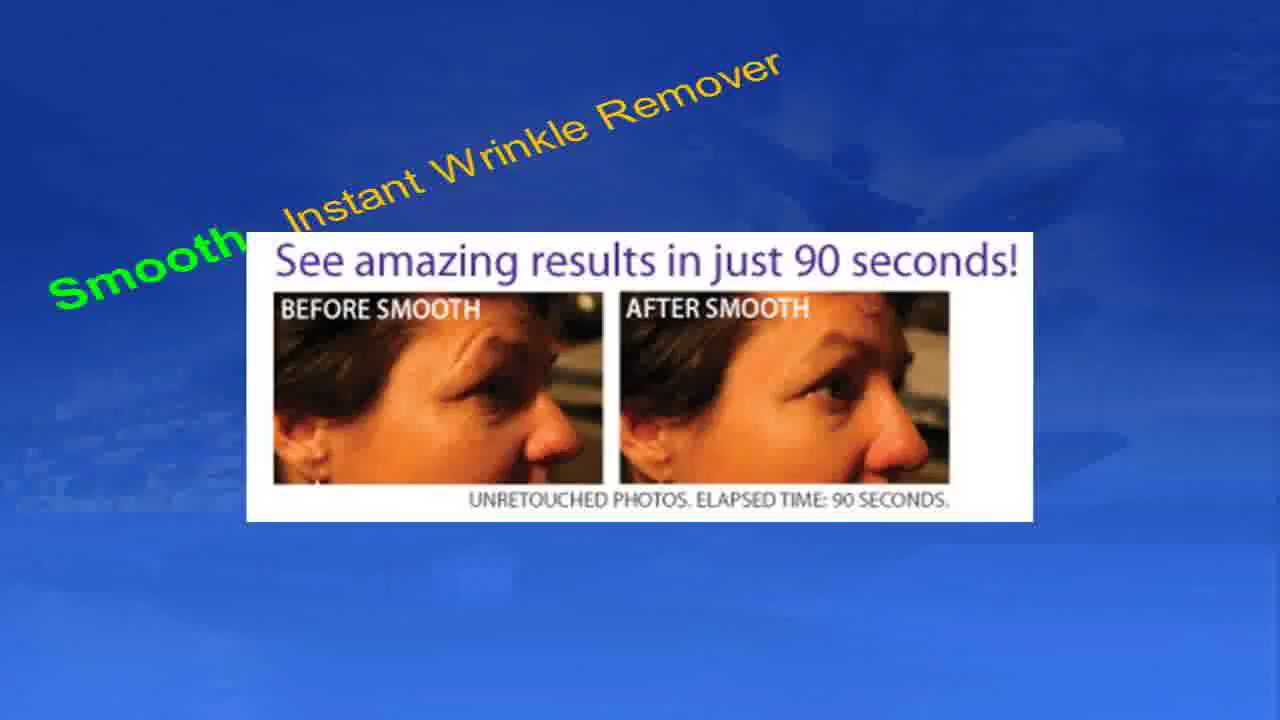 Smooth Instant Wrinkle Remover
See amazing results in just 90 seconds!
BEFORE SMOOTH
AFTER SMOOTH
UNRETOUCHED PHOTOS. ELAPSED TIME: 90 SECONDS.